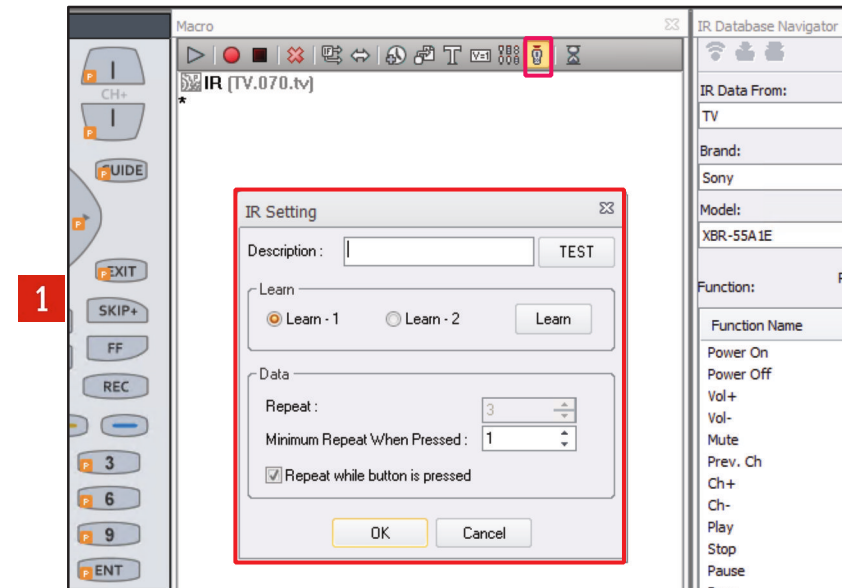 1
I
CH+
I
GUIDE
EXIT
SKIP+
FF
REC
3
6
9
ENT
Macro
IR (TV.070.tv)
*
IR Setting
Description :
TEST
Learn
Learn - 1
Learn - 2
Learn
Data
Repeat :
3
Minimum Repeat When Pressed :
1
Repeat while button is pressed
OK
Cancel
IR Database Navigator
IR Data From:
TV
Brand:
Sony
Model:
XBR-55A1E
Function:
Function Name
Power On
Power Off
Vol+
Vol-
Mute
Prev. Ch
Ch+
Ch-
Play
Stop
Pause